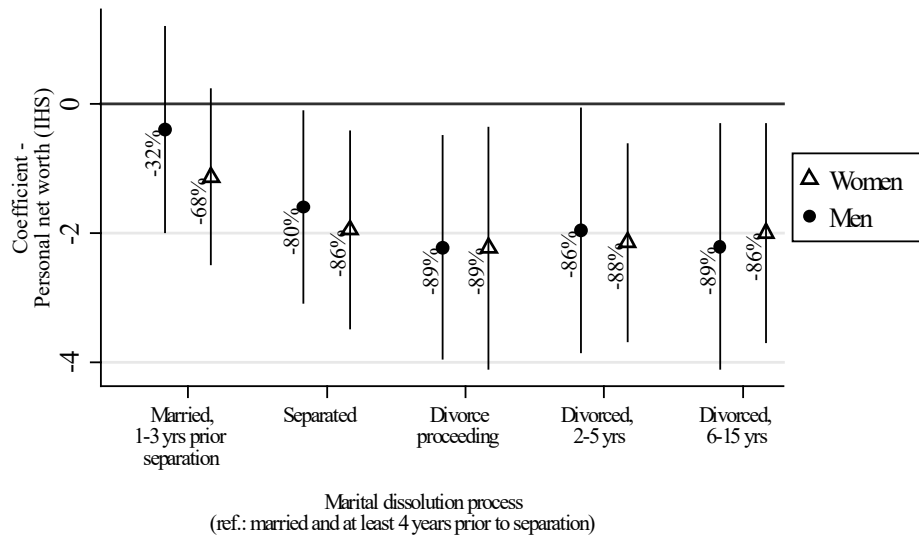 Coefficient -
Personal net worth (IHS)
0
-2
-4
-32%
-68%
-80%
-86%
-89%
-89%
-86%
-88%
-89%
-86%
Women
Men
Married,
1-3 yrs prior
separation
Separated
Divorce
proceeding
Divorced,
2-5 yrs
Divorced,
6-15 yrs
Marital dissolution process
(ref.: married and at least 4 years prior to separation)